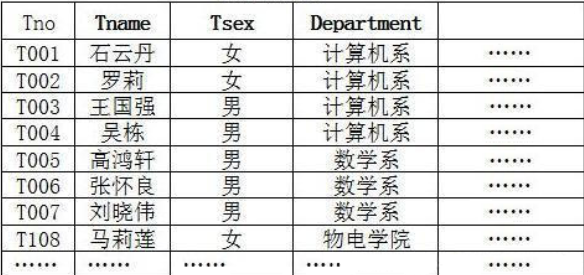 Tno Tname Tsex Department
T001 石云丹 女 计算机系 ……
T002 罗莉 女 计算机系 ……
T003 王国强 男 计算机系 ……
T004 吴栋 男 计算机系 ……
T005 高鸿轩 男 数学系 ……
T006 张怀良 男 数学系 ……
T007 刘晓伟 男 数学系 ……
T108 马莉莲 女 物电学院 ……
…… …… …… ….. ……